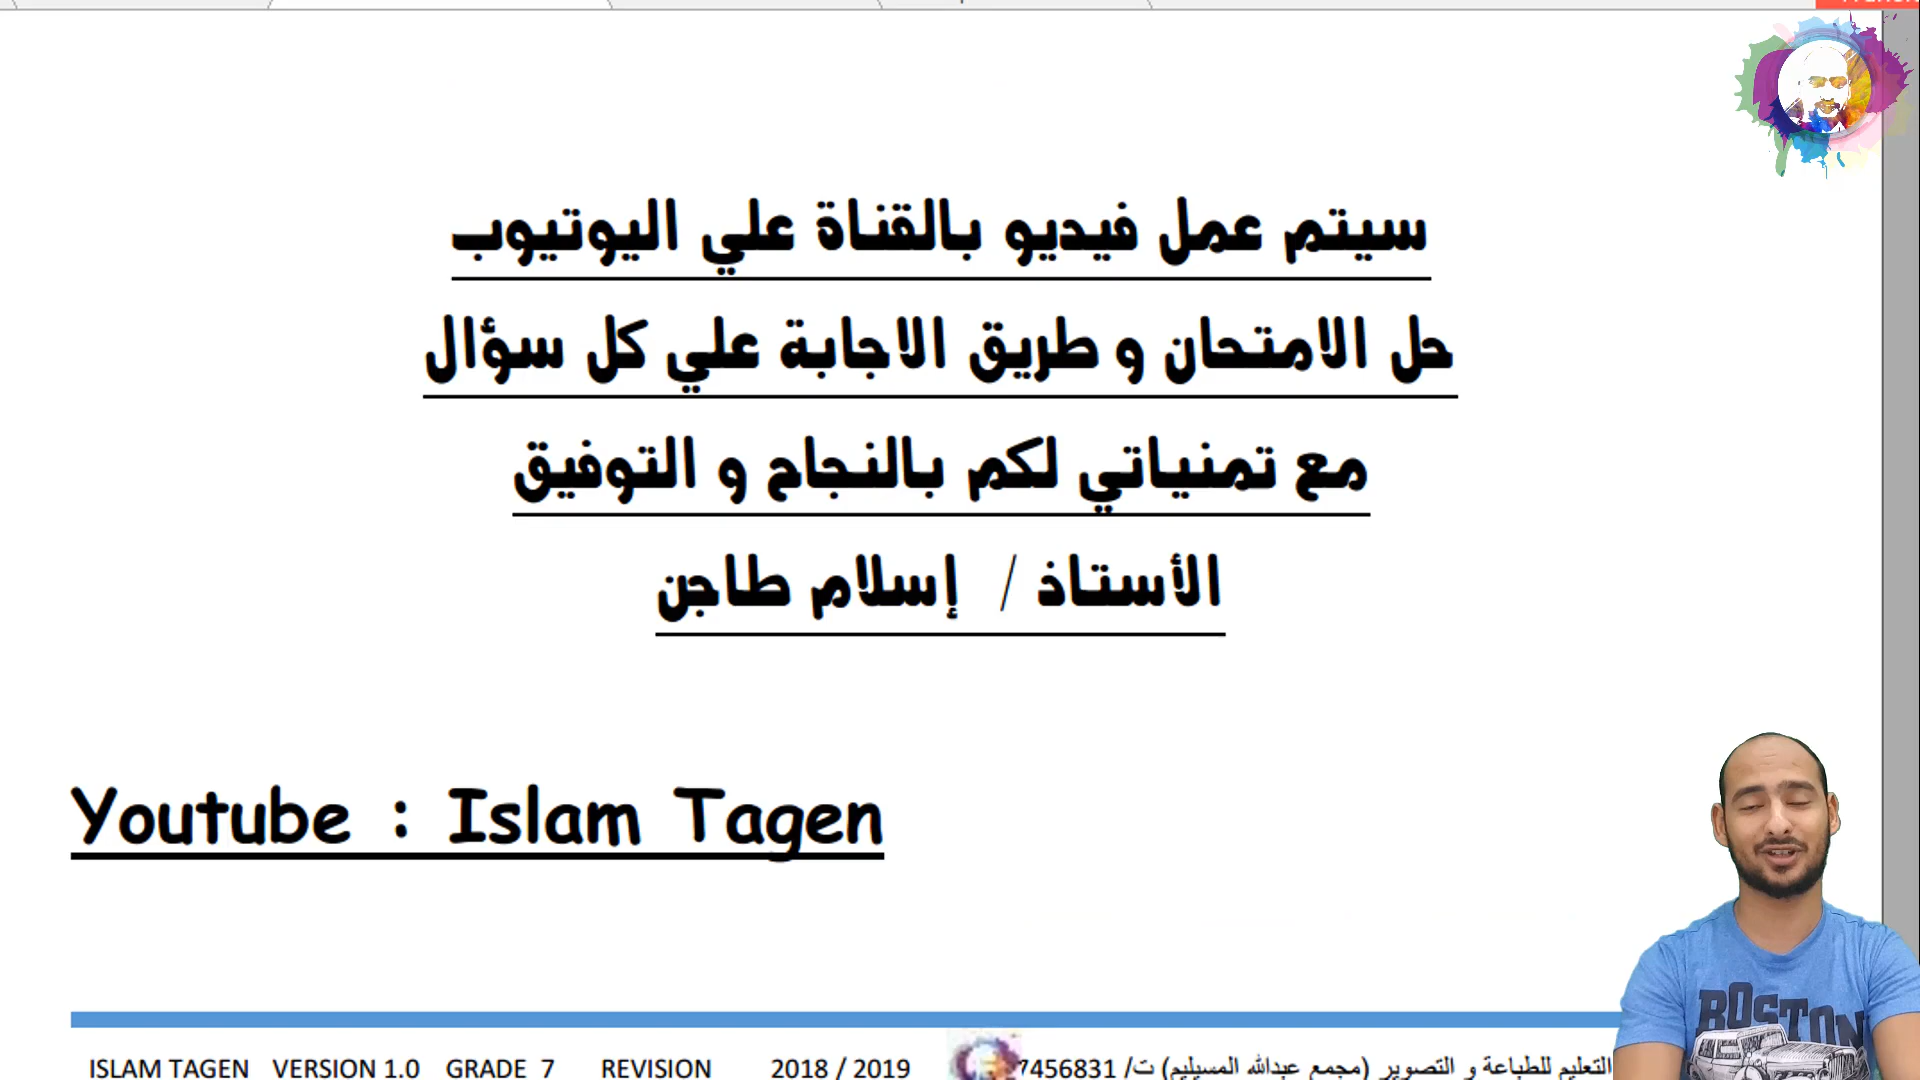 سيتم عمل فيديو بالقناة علي اليوتيوب
حل الامتحان و طريق الاجابة علي كل سؤال
مع تمنياتي لكم بالنجاح و التوفيق
الأستاذ / إسلام طاجن
Youtube : Islam Tagen
BOSTON
ISLAM TAGEN VERSION 1.0 GRADE 7 REVISION 2018 / 2019 التعليم للطباعة و التصوير (مجمع عبدالله المسيليم) ت/ 7456831